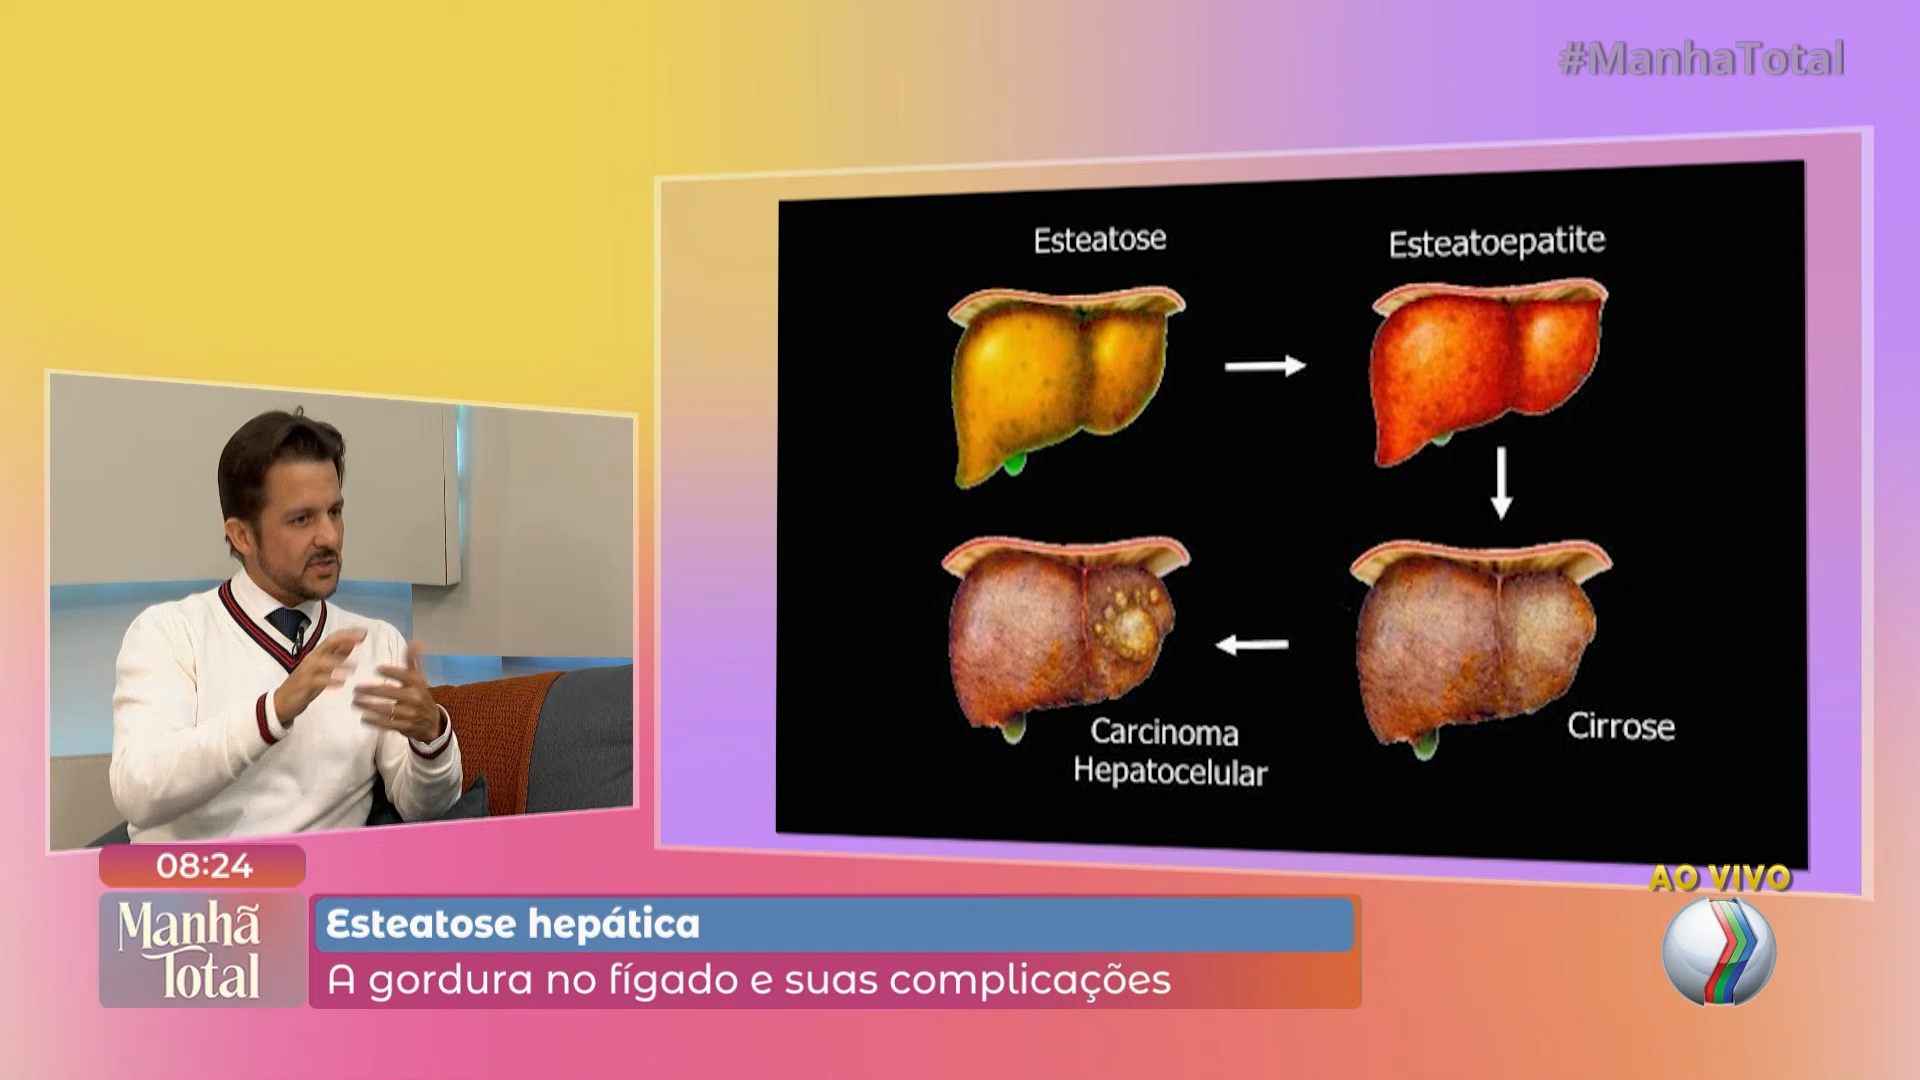 #ManhaTotal
Esteatose
Esteatoepatite
Carcinoma
Hepatocelular
Cirrose
08:24
AO VIVO
Manhã
Total
Esteatose hepática
A gordura no fígado e suas complicações